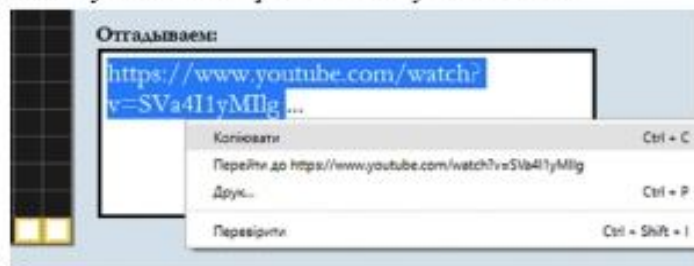 Отгадываем:
https://www.youtube.com/watch?
v=SVa4I1yMIlg ...
Копіювати Ctrl + C
Перейти до https://www.youtube.com/watch?v=SVa4I1yMIlg
Друк... Ctrl + P
Перевірити Ctrl + Shift + I